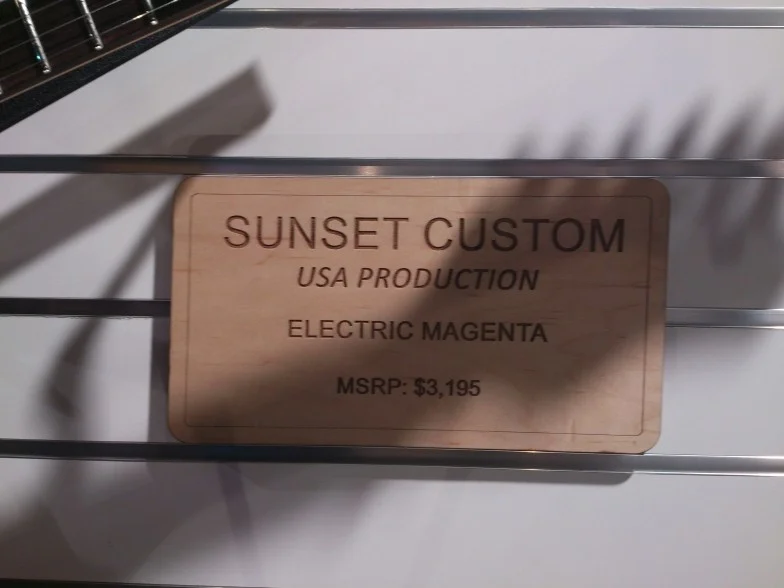 SUNSET CUSTOM
USA PRODUCTION
ELECTRIC MAGENTA
MSRP: $3,195